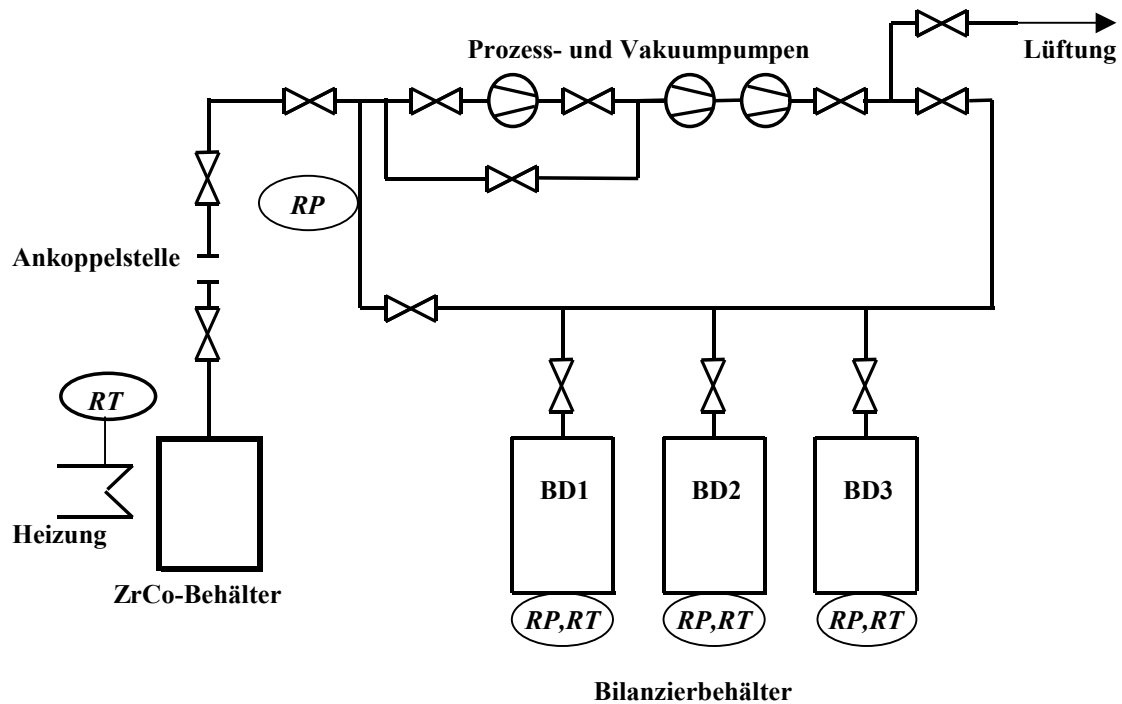 Prozess- und Vakuumpumpen
Lüftung
RP
Ankoppelstelle
RT
Heizung
ZrCo-Behälter
BD1
BD2
BD3
RP,RT
RP,RT
RP,RT
Bilanzierbehälter